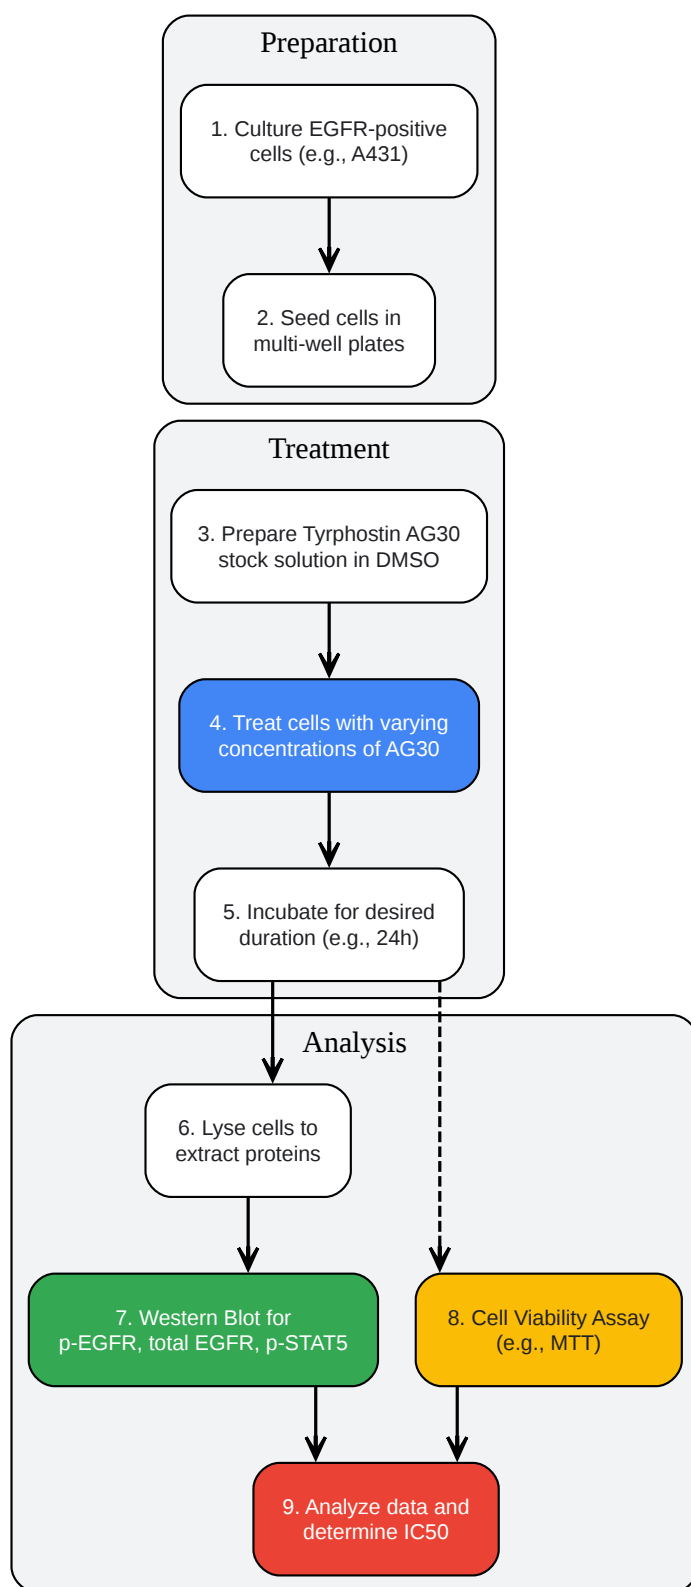 Preparation
1. Culture EGFR-positive
cells (e.g., A431)
2. Seed cells in
multi-well plates
Treatment
3. Prepare Tyrphostin AG30
stock solution in DMSO
4. Treat cells with varying
concentrations of AG30
5. Incubate for desired
duration (e.g., 24h)
Analysis
6. Lyse cells to
extract proteins
7. Western Blot for
p-EGFR, total EGFR, p-STAT5
8. Cell Viability Assay
(e.g., MTT)
9. Analyze data and
determine IC50